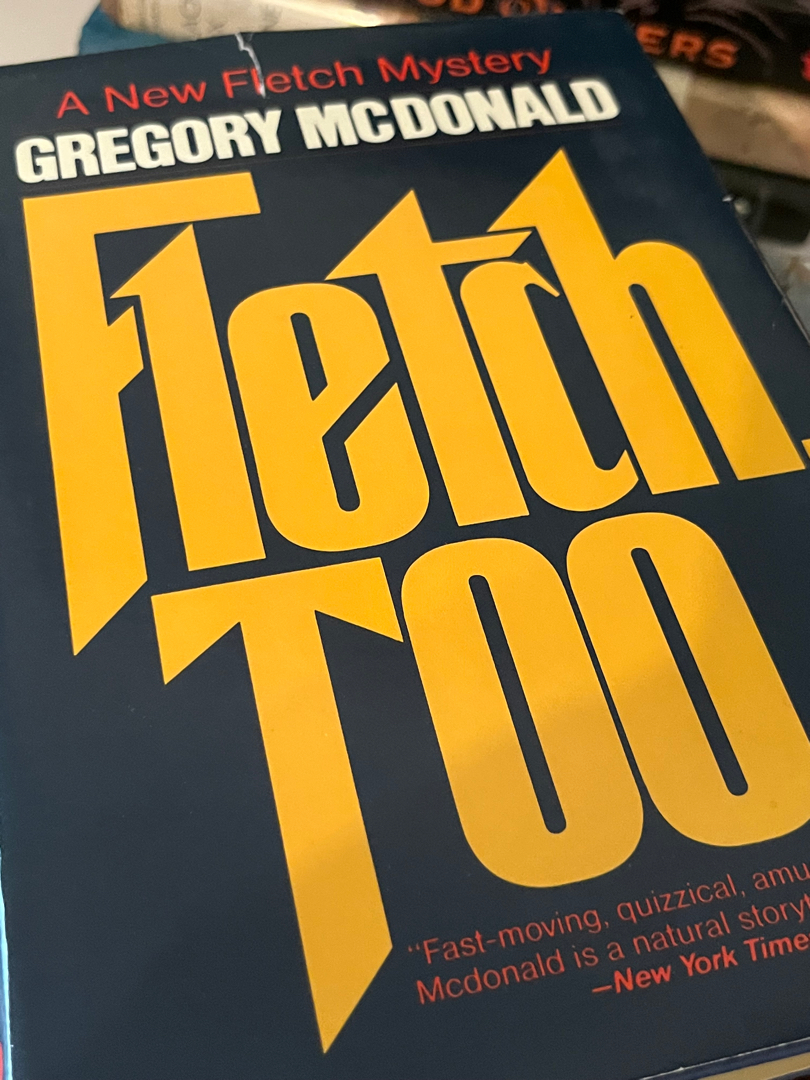 A New Fletch Mystery
GREGORY MCDONALD
Fletch,
Too
"Fast-moving, quizzical,
Mcdonald is a natural
—New York